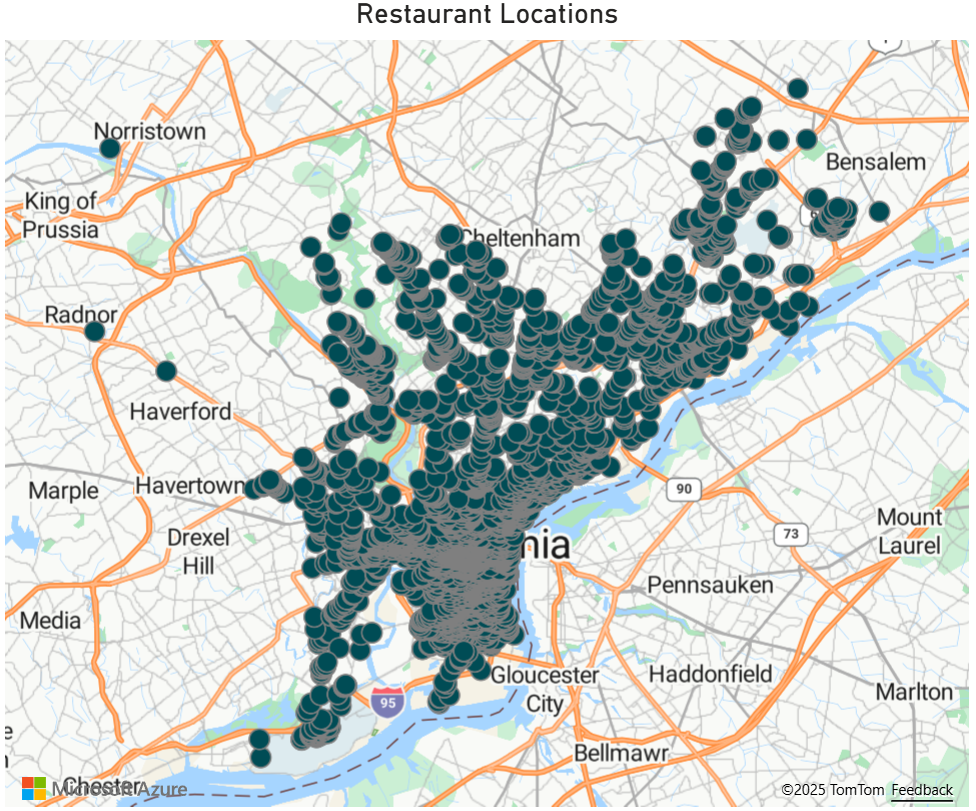 Restaurant Locations
Norristown
Bensalem
King of
Prussia
Cheltenham
Radnor
Haverford
Marple
Havertown
90
Mount
Laurel
73
Drexel
Hill
nia
Pennsauken
Media
Haddonfield
Gloucester
City
Marlton
95
Bellmawr
Chester
Microsoft Azure
©2025 TomTom Feedback